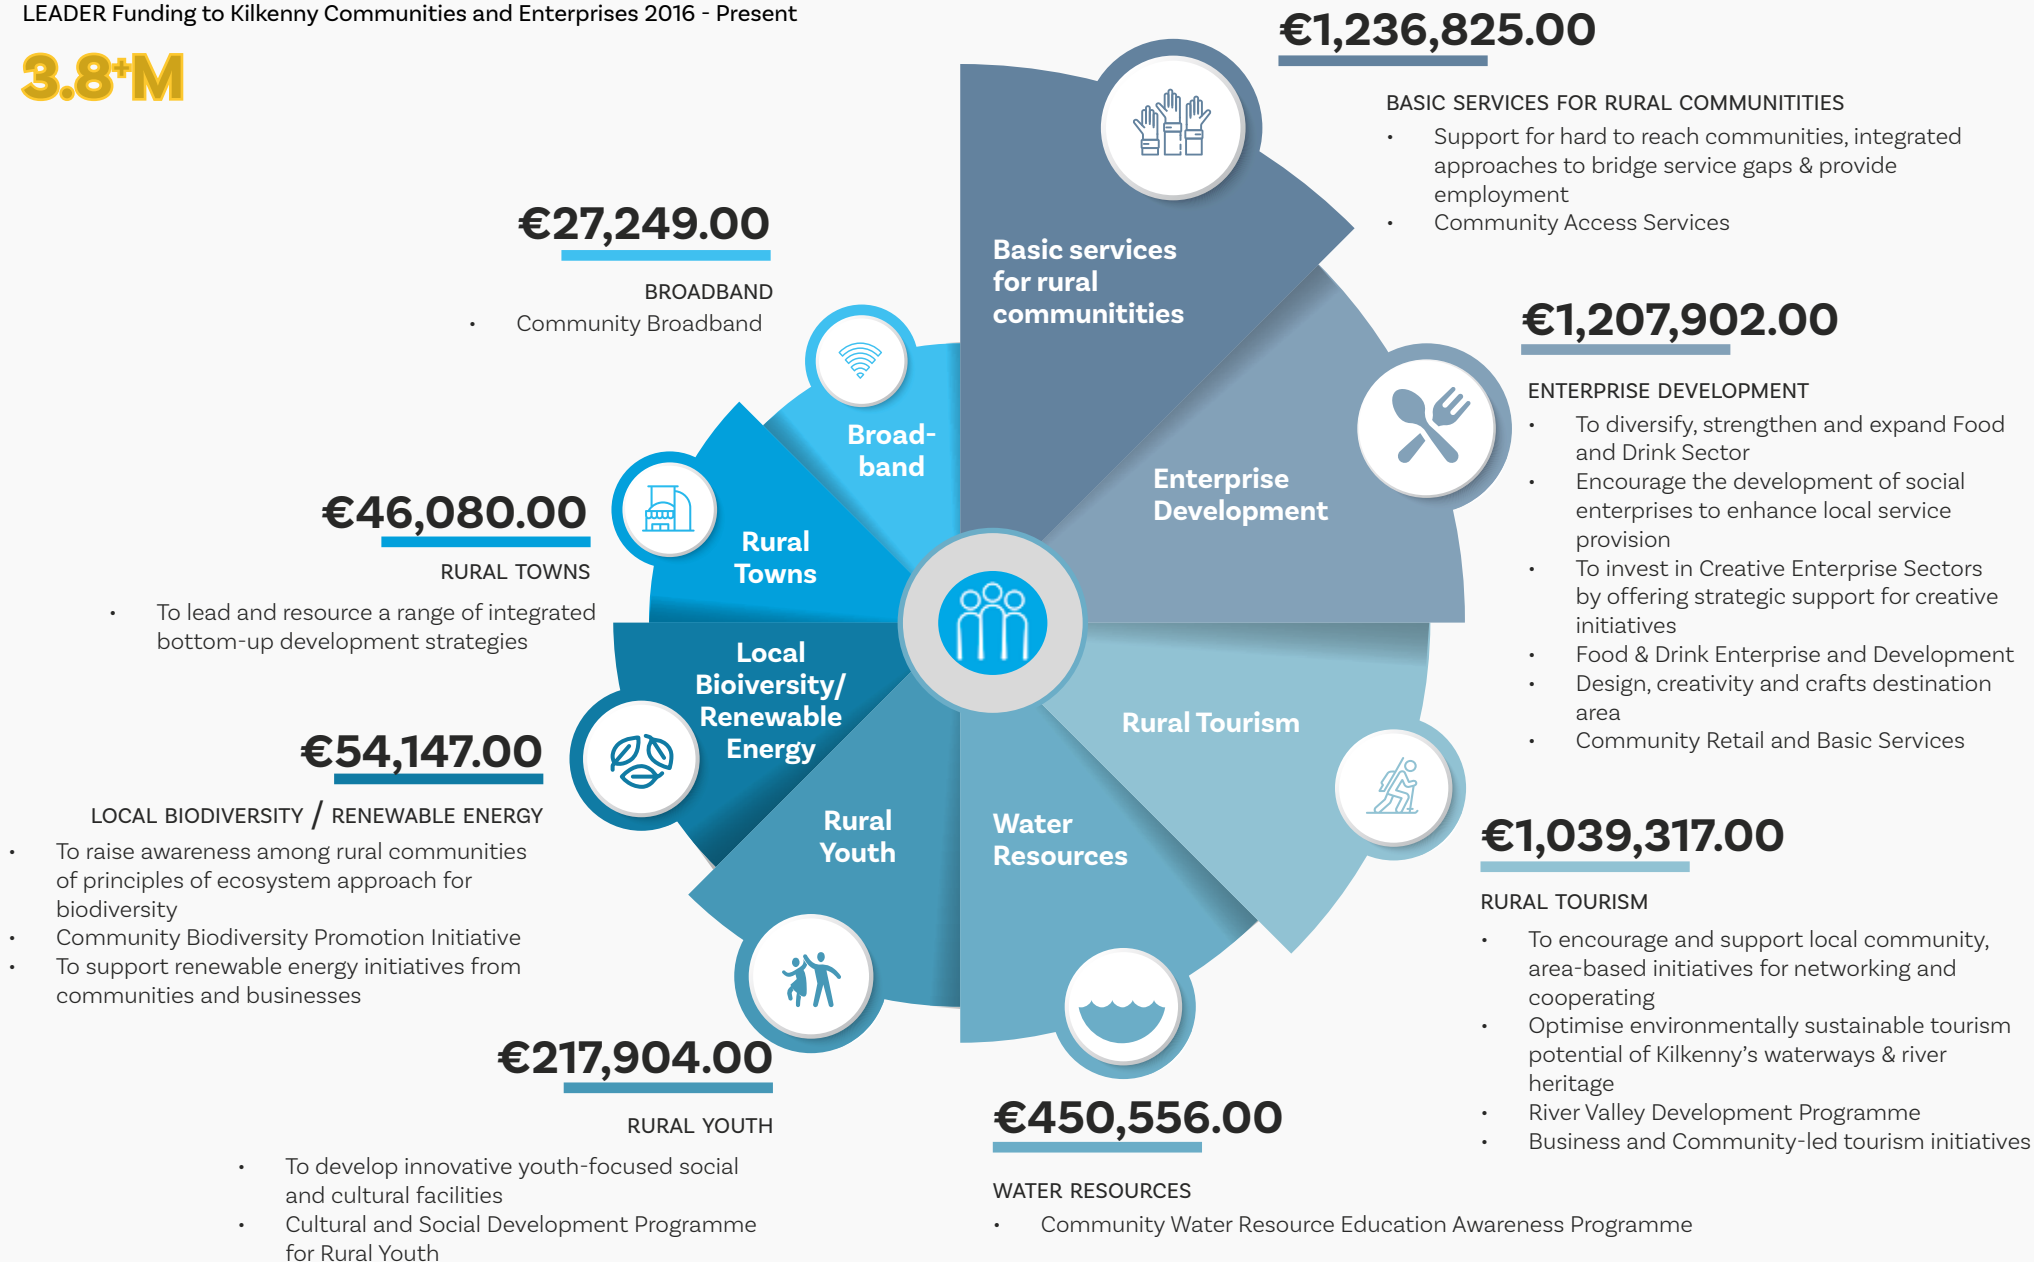 LEADER Funding to Kilkenny Communities and Enterprises 2016 - Present
3.8+M
€1,236,825.00
BASIC SERVICES FOR RURAL COMMUNITITIES
• Support for hard to reach communities, integrated
approaches to bridge service gaps & provide
employment
• Community Access Services
€1,207,902.00
ENTERPRISE DEVELOPMENT
• To diversify, strengthen and expand Food
and Drink Sector
• Encourage the development of social
enterprises to enhance local service
provision
• To invest in Creative Enterprise Sectors
by offering strategic support for creative
initiatives
• Food & Drink Enterprise and Development
• Design, creativity and crafts destination
area
• Community Retail and Basic Services
€1,039,317.00
RURAL TOURISM
• To encourage and support local community,
area-based initiatives for networking and
cooperating
• Optimise environmentally sustainable tourism
potential of Kilkenny's waterways & river
heritage
• River Valley Development Programme
• Business and Community-led tourism initiatives
€450,556.00
WATER RESOURCES
• Community Water Resource Education Awareness Programme
€217,904.00
RURAL YOUTH
• To develop innovative youth-focused social
and cultural facilities
• Cultural and Social Development Programme
for Rural Youth
€54,147.00
LOCAL BIODIVERSITY / RENEWABLE ENERGY
• To raise awareness among rural communities
of principles of ecosystem approach for
biodiversity
• Community Biodiversity Promotion Initiative
• To support renewable energy initiatives from
communities and businesses
€46,080.00
RURAL TOWNS
• To lead and resource a range of integrated
bottom-up development strategies
€27,249.00
BROADBAND
• Community Broadband
Basic services
for rural
communitities
Enterprise
Development
Rural Tourism
Water
Resources
Rural
Youth
Local
Bioiversity/
Renewable
Energy
Rural
Towns
Broad-
band